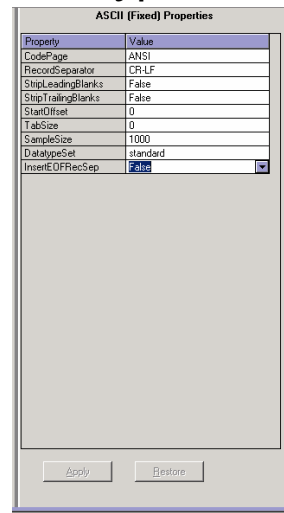 ASCII (Fixed) Properties
Property Value
CodePage ANSI
RecordSeparator CR-LF
StripLeadingBlanks False
StripTrailingBlanks False
StartOffset 0
TabSize 0
SampleSize 1000
DatatypeSet standard
InsertEOFRecSep False
Apply Restore